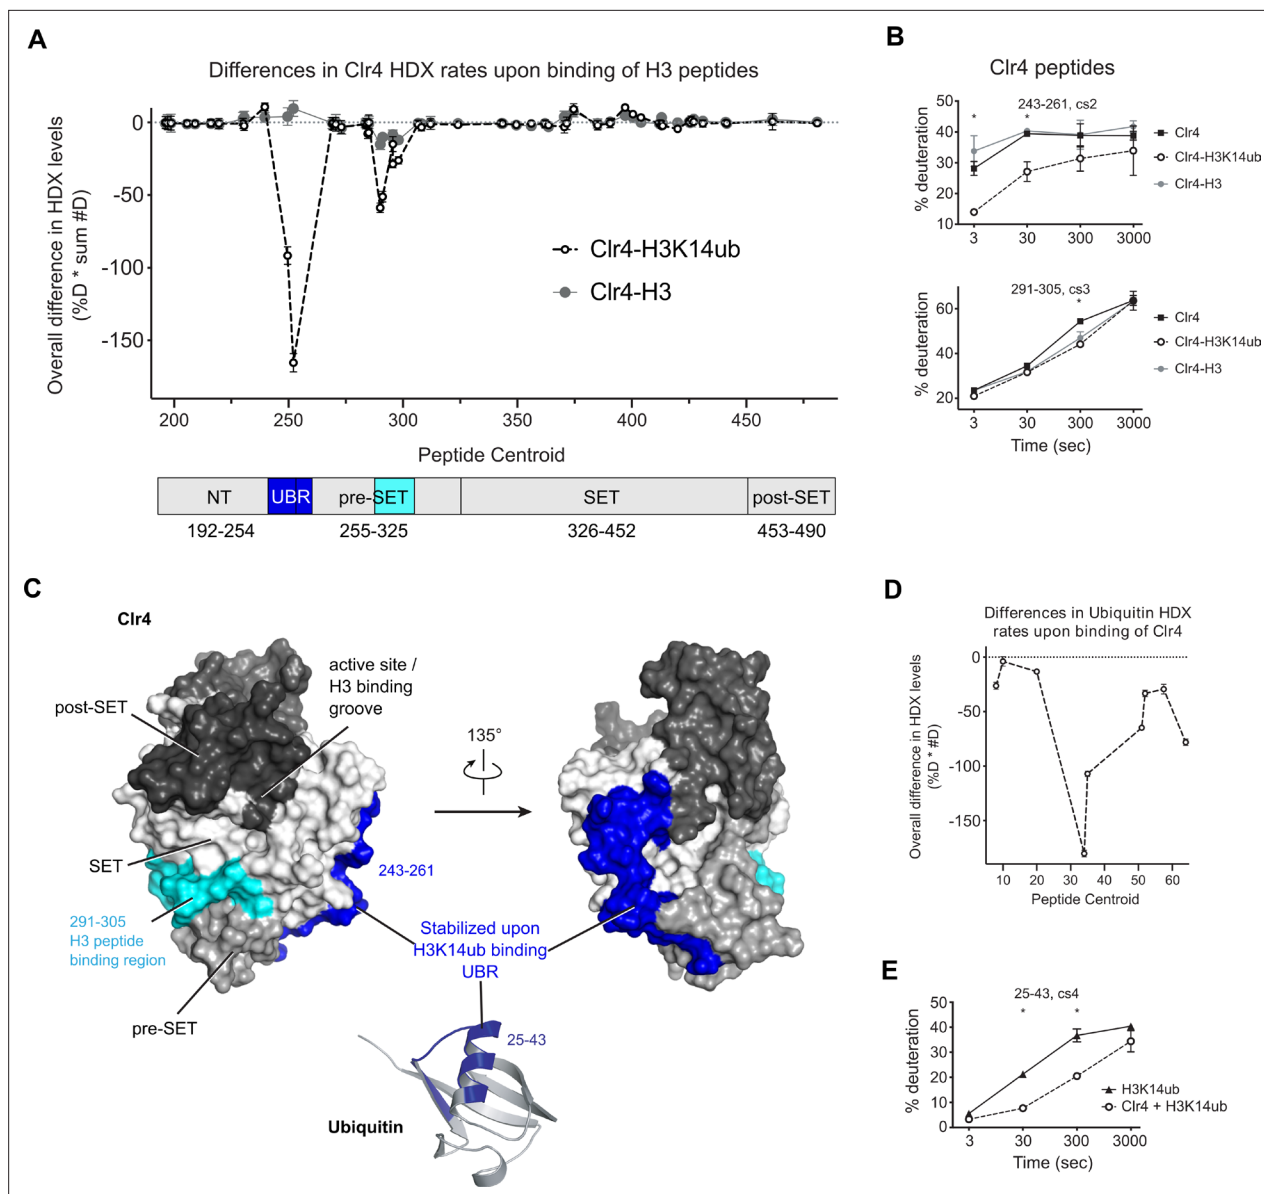 A
Differences in Clr4 HDX rates upon binding of H3 peptides
Overall difference in HDX levels
(%D * sum #D)
0
-50
-100
-150
Clr4-H3K14ub
Clr4-H3
200
250
300
350
400
450
Peptide Centroid
NT
UBR
pre-SET
SET
post-SET
192-254
255-325
326-452
453-490
B
Clr4 peptides
243-261, cs2
% deuteration
50
40
30
20
10
* *
3
30
300
3000
Clr4
Clr4-H3K14ub
Clr4-H3
291-305, cs3
*
% deuteration
60
40
20
3
30
300
3000
Time (sec)
Clr4
Clr4-H3K14ub
Clr4-H3
C
Clr4
active site /
H3 binding
groove
post-SET
SET
291-305
H3 peptide
binding region
pre-SET
243-261
135°
Stabilized upon
H3K14ub binding
UBR
25-43
Ubiquitin
D
Differences in Ubiquitin HDX
rates upon binding of Clr4
Overall difference in HDX levels
(%D * #D)
0
-50
-100
-150
10
20
30
40
50
60
Peptide Centroid
E
25-43, cs4
* *
% deuteration
50
40
30
20
10
0
H3K14ub
Clr4 + H3K14ub
3
30
300
3000
Time (sec)